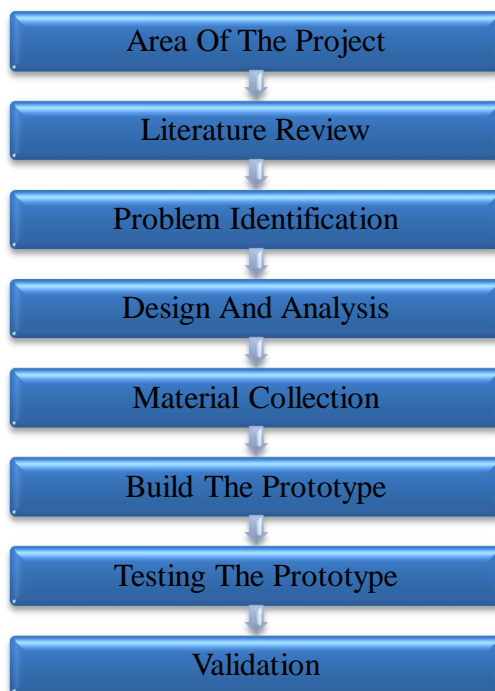 Area Of The Project
Literature Review
Problem Identification
Design And Analysis
Material Collection
Build The Prototype
Testing The Prototype
Validation